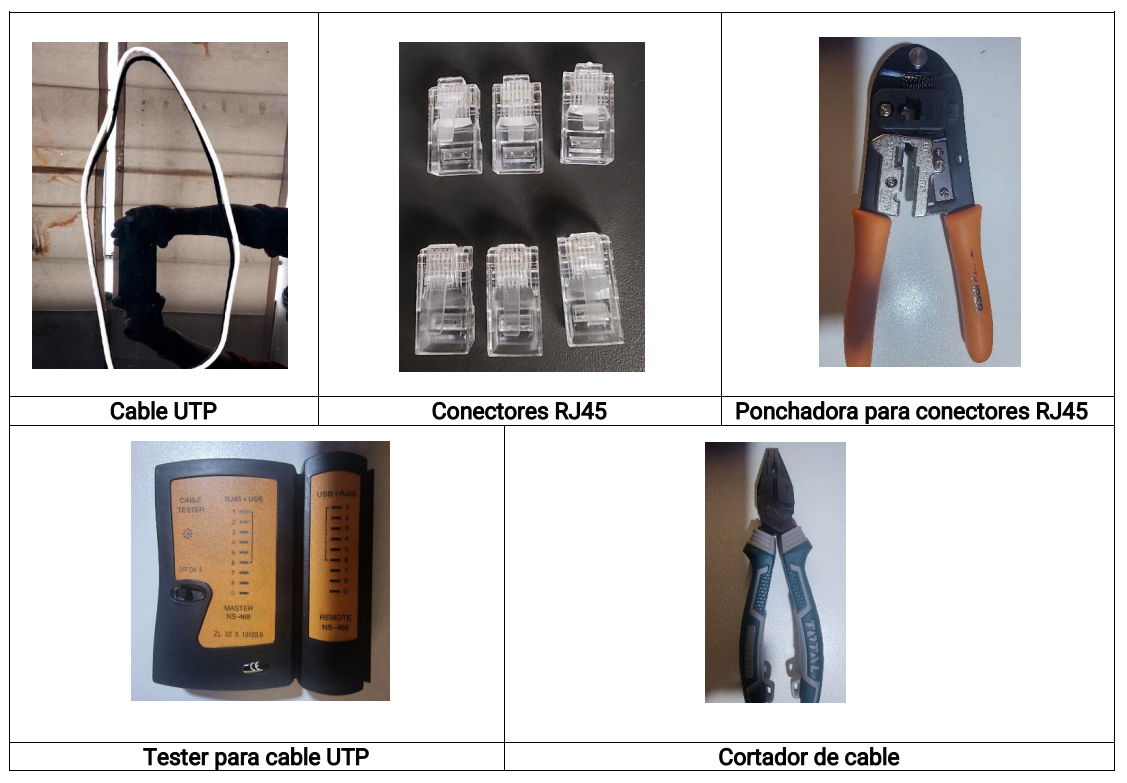 Cable UTP
Conectores RJ45
Ponchadora para conectores RJ45
CABLE
TESTER
RJ45 + USB
1
2
3
4
5
6
7
8
G
OFF ON S
MASTER
NS-468
ZL 02 3 13103.9
CE
USB + RJ45
1
2
3
4
5
6
7
8
G
REMOTE
NS-468
TOTAL
Tester para cable UTP
Cortador de cable